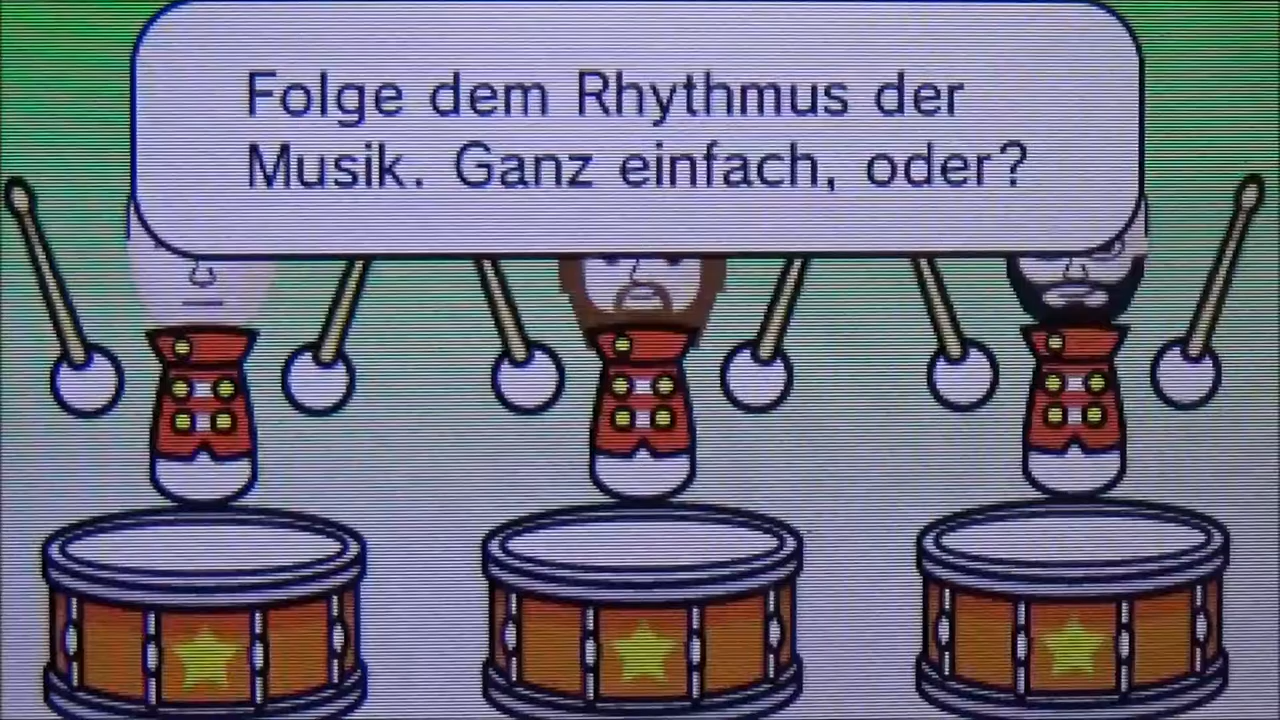 Folge dem Rhythmus der
Musik. Ganz einfach, oder?